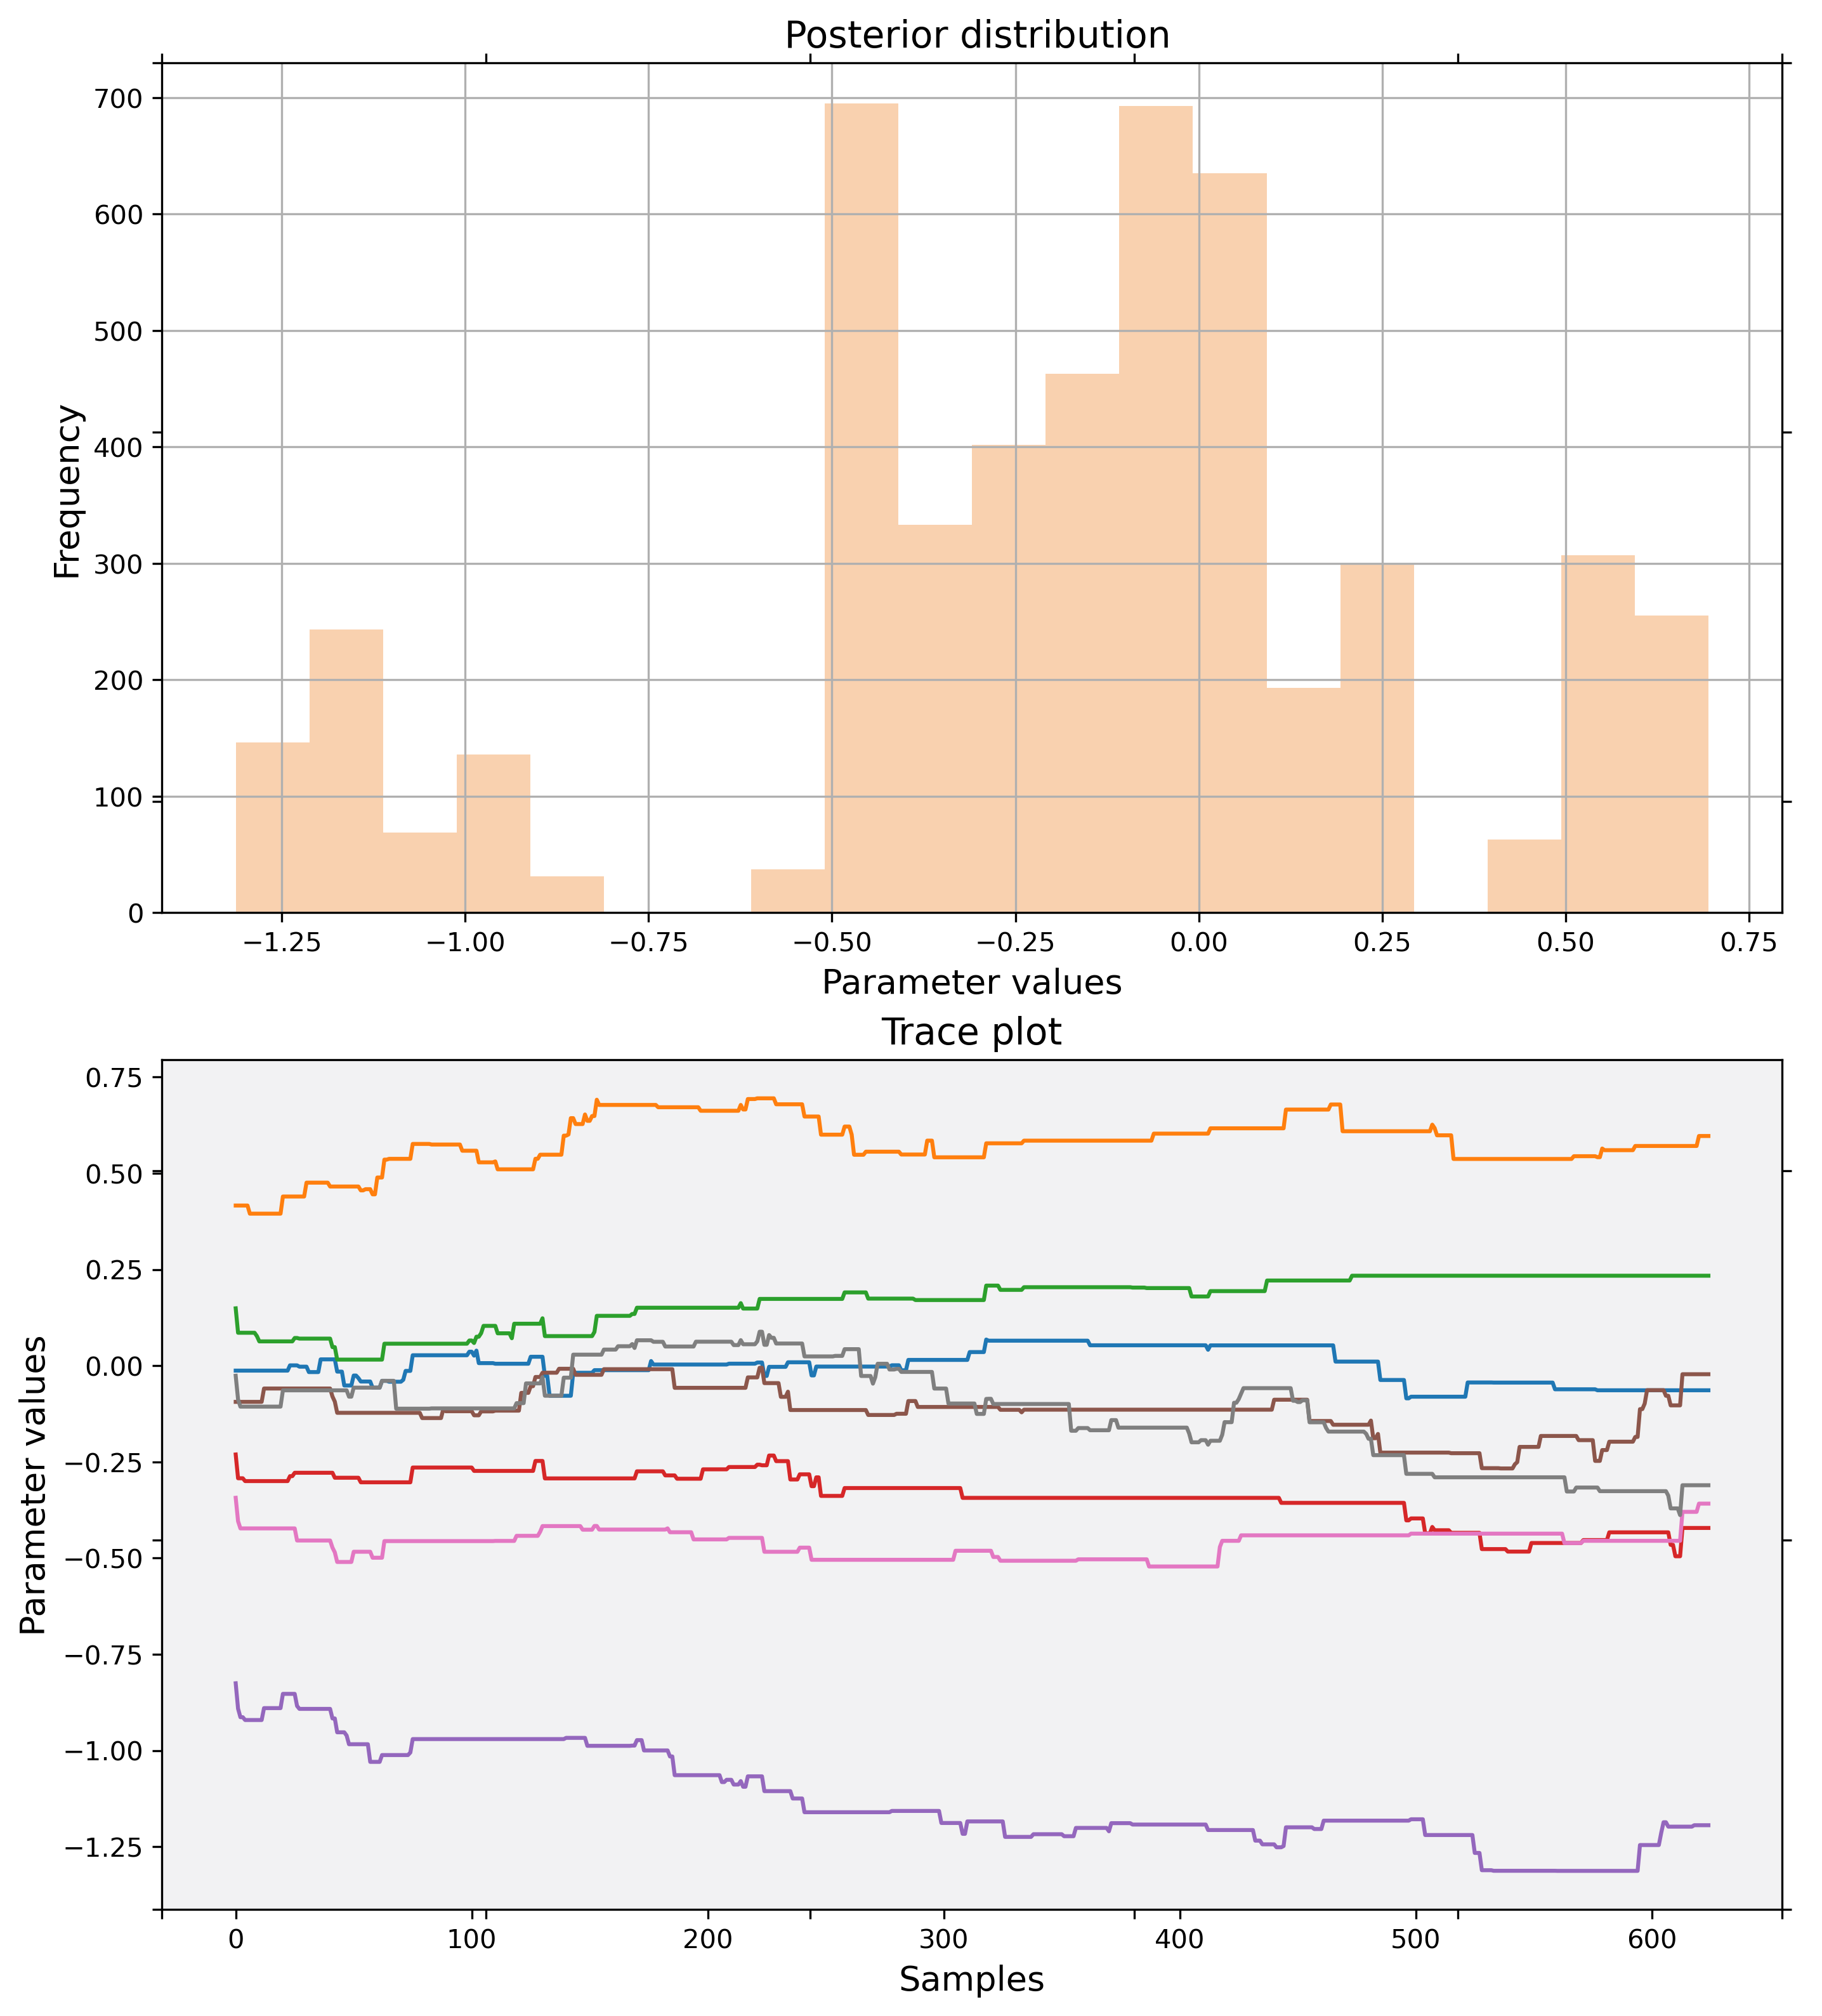 Posterior distribution
700
600
500
400
300
200
100
0
Frequency
−1.25 −1.00 −0.75 −0.50 −0.25 0.00 0.25 0.50 0.75
Parameter values
Trace plot
0.75
0.50
0.25
0.00
−0.25
−0.50
−0.75
−1.00
−1.25
Parameter values
0 100 200 300 400 500 600
Samples